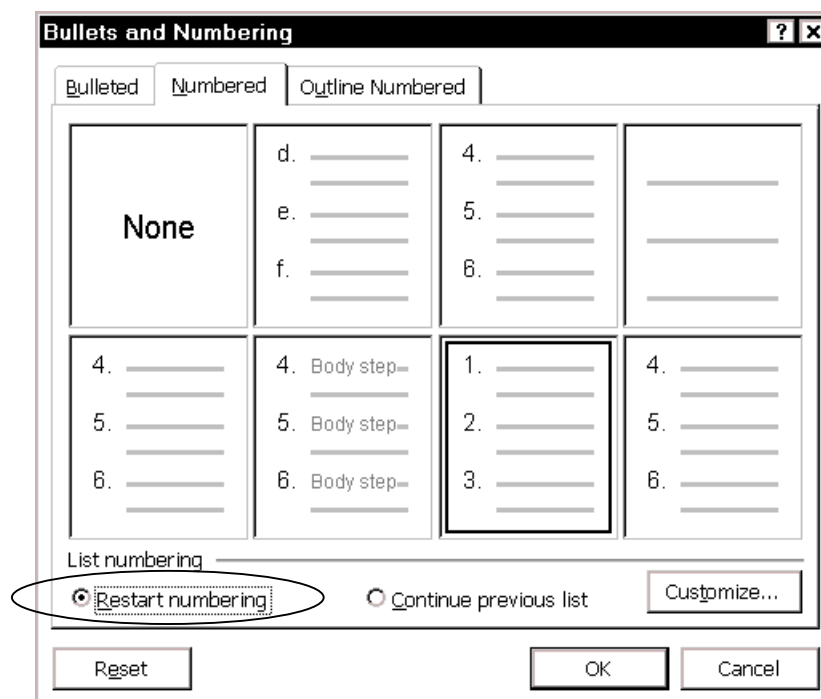 Bullets and Numbering ? ×
Bulleted Numbered Outline Numbered
None
d.
e.
f.
4.
5.
6.
4.
5.
6.
4. Body step
5. Body step
6. Body step
1.
2.
3.
4.
5.
6.
List numbering
Restart numbering Continue previous list Customize...
Reset OK Cancel